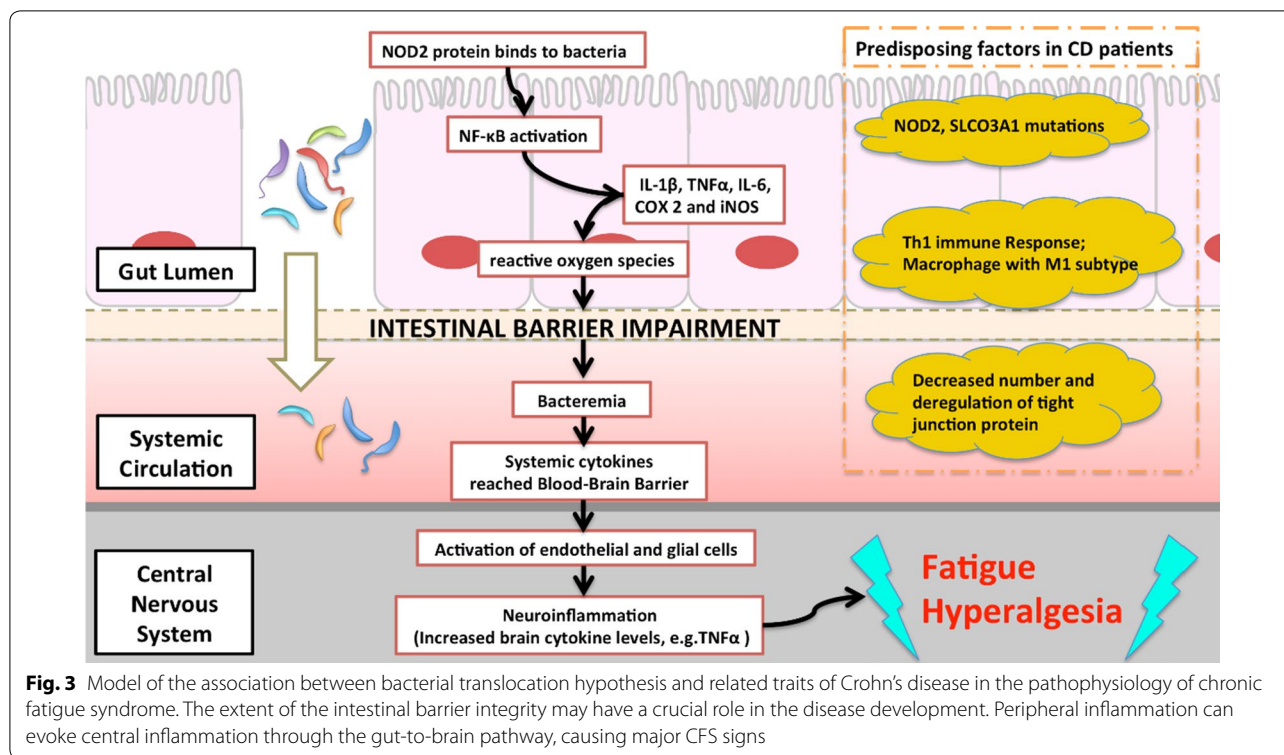 NOD2 protein binds to bacteria
Predisposing factors in CD patients
NF-κB activation
NOD2, SLCO3A1 mutations
IL-1β, TNFα, IL-6,
COX 2 and iNOS
Th1 immune Response;
Macrophage with M1 subtype
Gut Lumen
reactive oxygen species
INTESTINAL BARRIER IMPAIRMENT
Bacteremia
Decreased number and
deregulation of tight
junction protein
Systemic
Circulation
Systemic cytokines
reached Blood-Brain Barrier
Activation of endothelial and glial cells
Central
Nervous
System
Neuroinflammation
(Increased brain cytokine levels, e.g.TNFα )
Fatigue
Hyperalgesia
Fig. 3 Model of the association between bacterial translocation hypothesis and related traits of Crohn’s disease in the pathophysiology of chronic
fatigue syndrome. The extent of the intestinal barrier integrity may have a crucial role in the disease development. Peripheral inflammation can
evoke central inflammation through the gut-to-brain pathway, causing major CFS signs